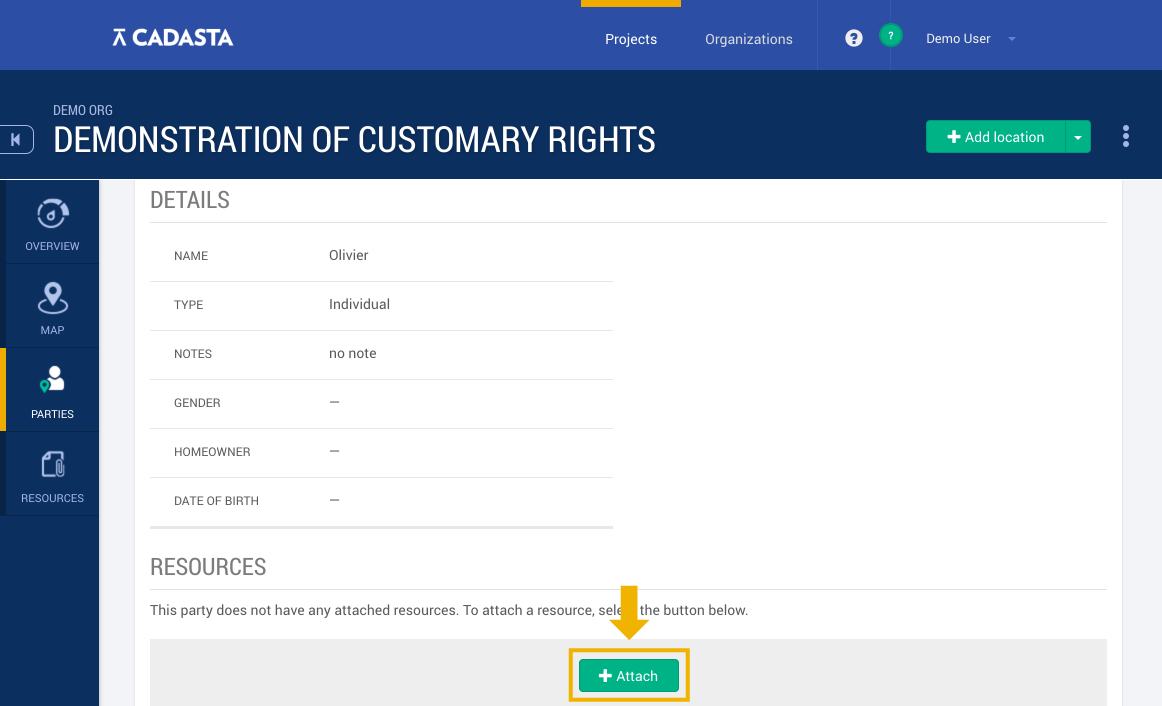 CADASTA
Projects
Organizations
?
?
Demo User
DEMO ORG
DEMONSTRATION OF CUSTOMARY RIGHTS
Add location
OVERVIEW
MAP
PARTIES
RESOURCES
DETAILS
NAME Olivier
TYPE Individual
NOTES no note
GENDER —
HOMEOWNER —
DATE OF BIRTH —
RESOURCES
This party does not have any attached resources. To attach a resource, the button below.
Attach